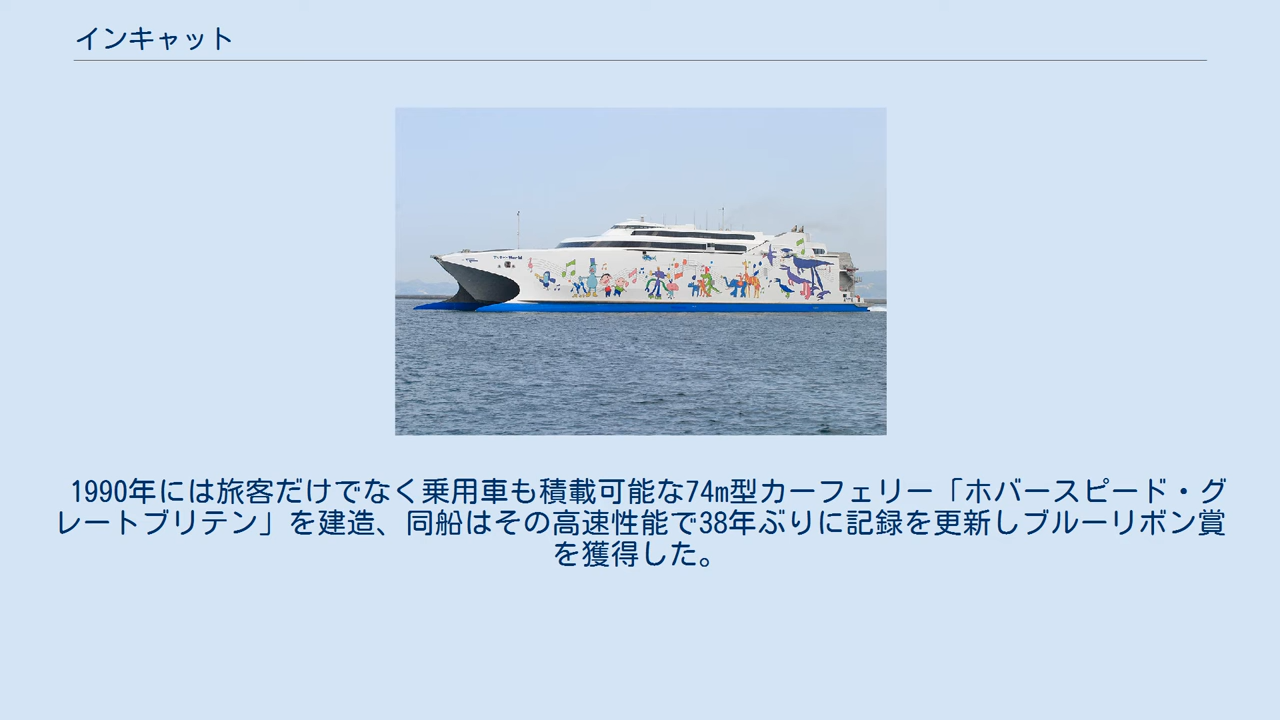 インキャット
World
1990年には旅客だけでなく乗用車も積載可能な74m型カーフェリー「ホバースピード・グ
レートブリテン」を建造、同船はその高速性能で38年ぶりに記録を更新しブルーリボン賞
を獲得した。